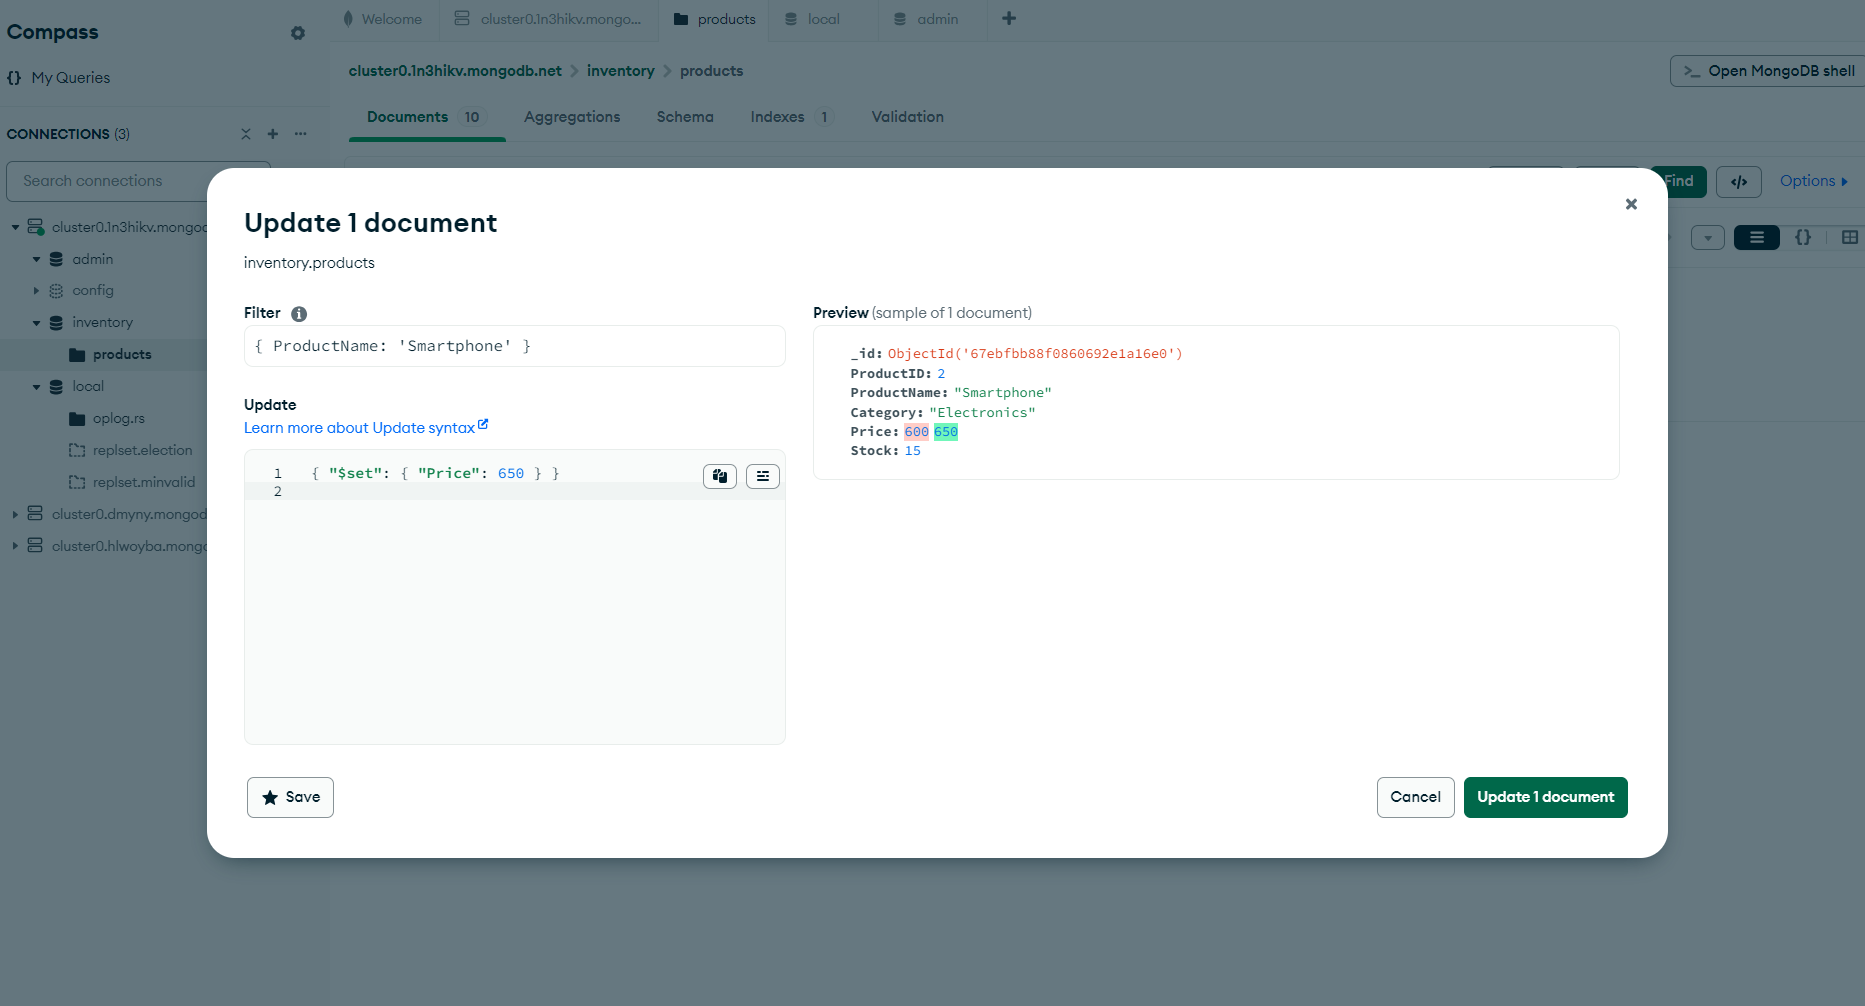 Compass
My Queries
CONNECTIONS (3)
Search connections
cluster0.1n3hikv.mongod
admin
config
inventory
products
local
oplog.rs
replset.election
replset.minvalid
cluster0.dmyny.mongod
cluster0.hlwoyba.mongo
Welcome
cluster0.1n3hikv.mongo...
products
local
admin
cluster0.1n3hikv.mongodb.net > inventory > products
>_ Open MongoDB shell
Documents 10
Aggregations
Schema
Indexes 1
Validation
Find
</>
Options
{}
Update 1 document
inventory.products
Filter
{ ProductName: 'Smartphone' }
Update
Learn more about Update syntax
1 { "$set": { "Price": 650 } }
2
Preview (sample of 1 document)
_id: ObjectId('67ebfbb88f0860692e1a16e0')
ProductID: 2
ProductName: "Smartphone"
Category: "Electronics"
Price: 600 650
Stock: 15
Save
Cancel
Update 1 document